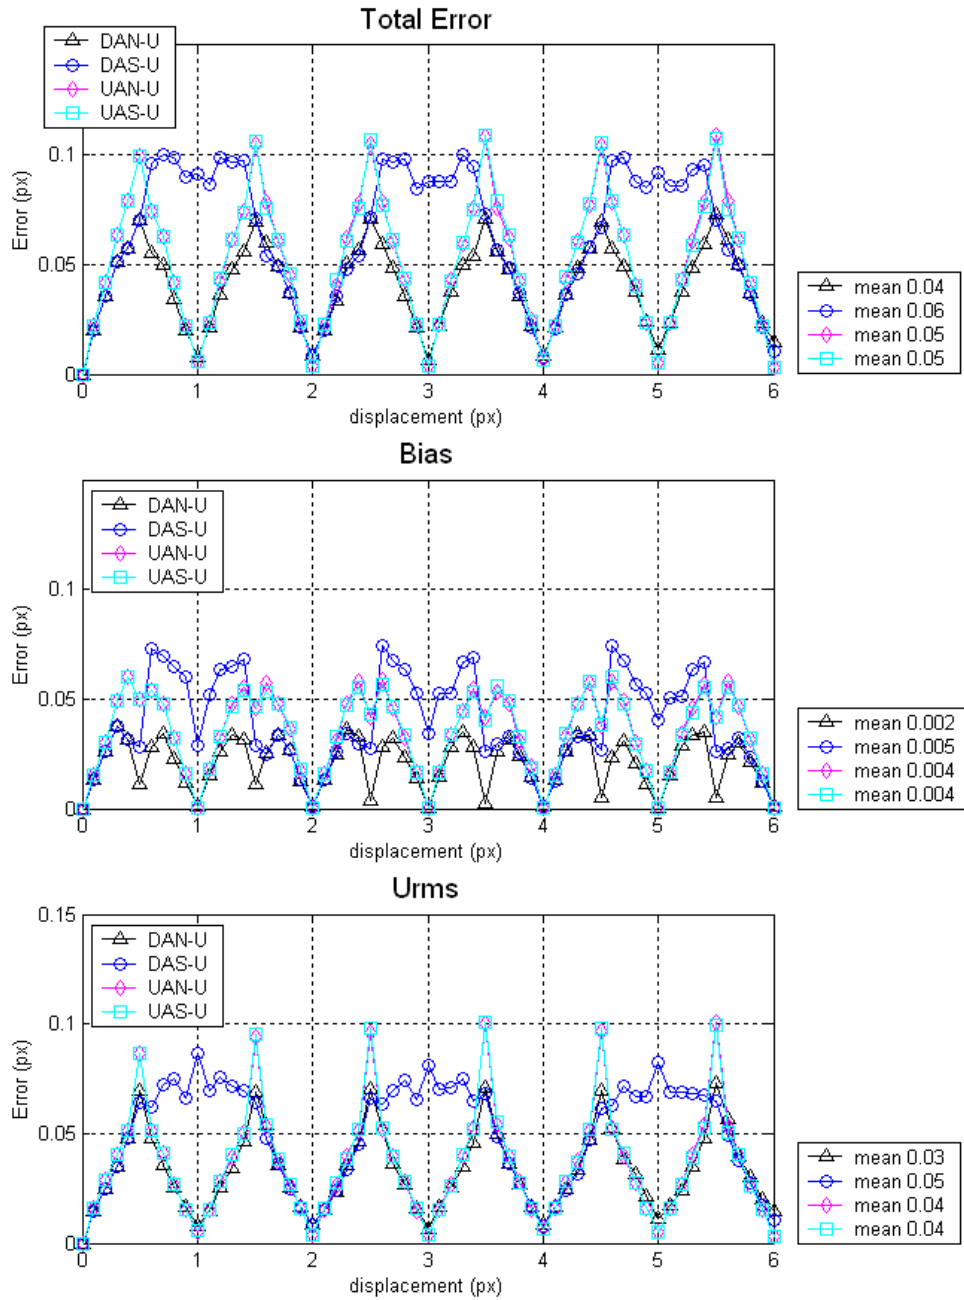 Total Error
DAN-U
DAS-U
UAN-U
UAS-U
0.1
0.05
0
Error (px)
0 1 2 3 4 5 6
displacement (px)
mean 0.04
mean 0.06
mean 0.05
mean 0.05
Bias
DAN-U
DAS-U
UAN-U
UAS-U
0.1
0.05
0
Error (px)
0 1 2 3 4 5 6
displacement (px)
mean 0.002
mean 0.005
mean 0.004
mean 0.004
Urms
0.15
DAN-U
DAS-U
UAN-U
UAS-U
0.1
0.05
0
Error (px)
0 1 2 3 4 5 6
displacement (px)
mean 0.03
mean 0.05
mean 0.04
mean 0.04